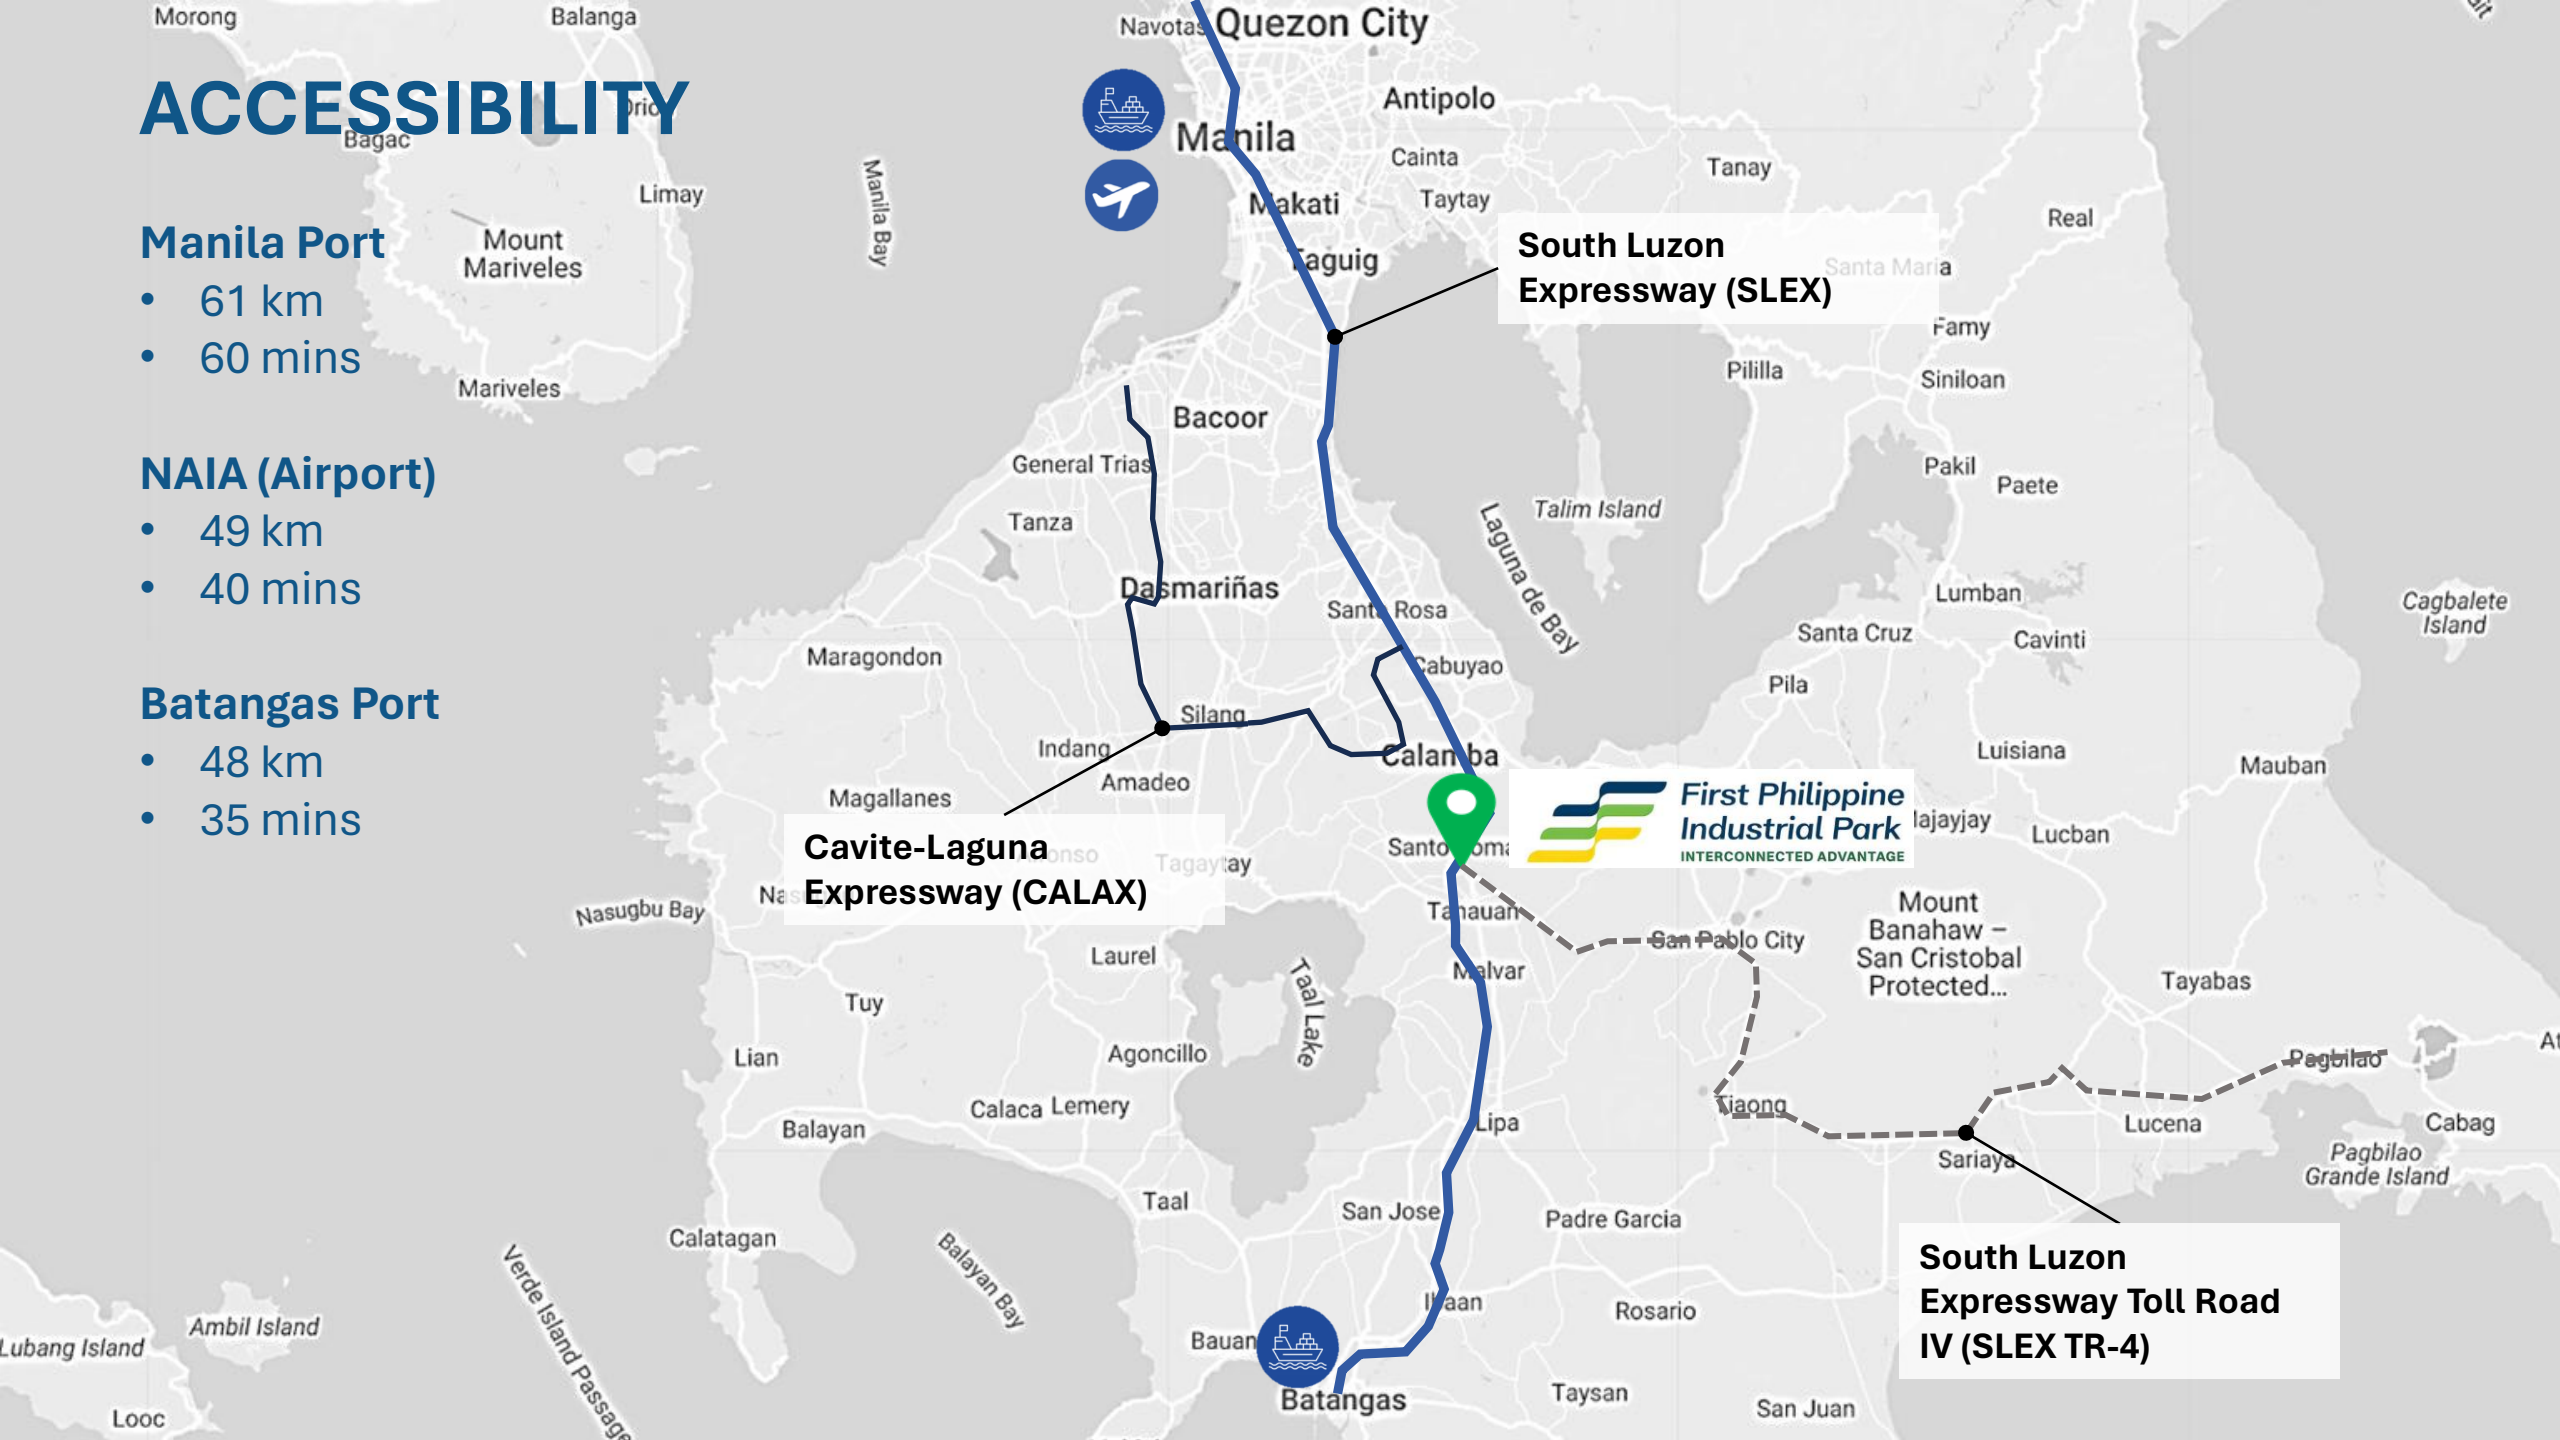 ACCESSIBILITY
Manila Port
• 61 km
• 60 mins
NAIA (Airport)
• 49 km
• 40 mins
Batangas Port
• 48 km
• 35 mins
South Luzon
Expressway (SLEX)
Cavite-Laguna
Expressway (CALAX)
First Philippine
Industrial Park
INTERCONNECTED ADVANTAGE
South Luzon
Expressway Toll Road
IV (SLEX TR-4)
Morong
Balanga
Navotas
Quezon City
Antipolo
Bagac
Manila
Cainta
Tanay
Limay
Manila Bay
Makati
Taytay
Real
Mount
Mariveles
Taguig
Santa Maria
Famy
Mariveles
Pililla
Siniloan
Bacoor
General Trias
Pakil
Paete
Tanza
Talim Island
Laguna de Bay
Dasmariñas
Santa Rosa
Lumban
Cagbalete
Island
Santa Cruz
Cavinti
Maragondon
Cabuyao
Pila
Silang
Indang
Calamba
Luisiana
Mauban
Amadeo
Magallanes
Lucban
Tagaytay
Nasugbu Bay
Tanauan
Mount
Banahaw –
San Cristobal
Protected...
San Pablo City
Laurel
Malvar
Taal Lake
Tayabas
Tuy
Lian
Agoncillo
Pagbilao
Calaca
Lemery
Tiaong
Balayan
Lipa
Lucena
Cabag
Sariaya
Pagbilao
Grande Island
Taal
San Jose
Padre Garcia
Calatagan
Balayan Bay
Verde Island Passage
Ibaan
Rosario
Ambil Island
Lubang Island
Bauan
Batangas
Taysan
San Juan
Looc